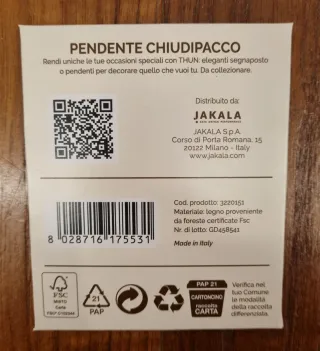 PENDENTE CHIUDIPACCO
Rendi uniche le tue occasioni speciali con THUN: eleganti segnaposto
o pendenti per decorare quello che vuoi tu. Da collezionare.
Distribuito da:
JAKALA
JAKALA S.p.A.
Corso di Porta Romana, 15
20122 Milano - Italy
www.jakala.com
Cod. prodotto: 3220151
Materiale: legno proveniente
da foreste certificate Fsc
Nr. di lotto: GD458541
Made in Italy
8 028716 175531
FSC
MISTO
Carta
21
PAP
PAP 21
CARTONCINO
raccolta
CARTA
Verifica nel
tuo Comune
le modalità
della raccolta
differenziata.